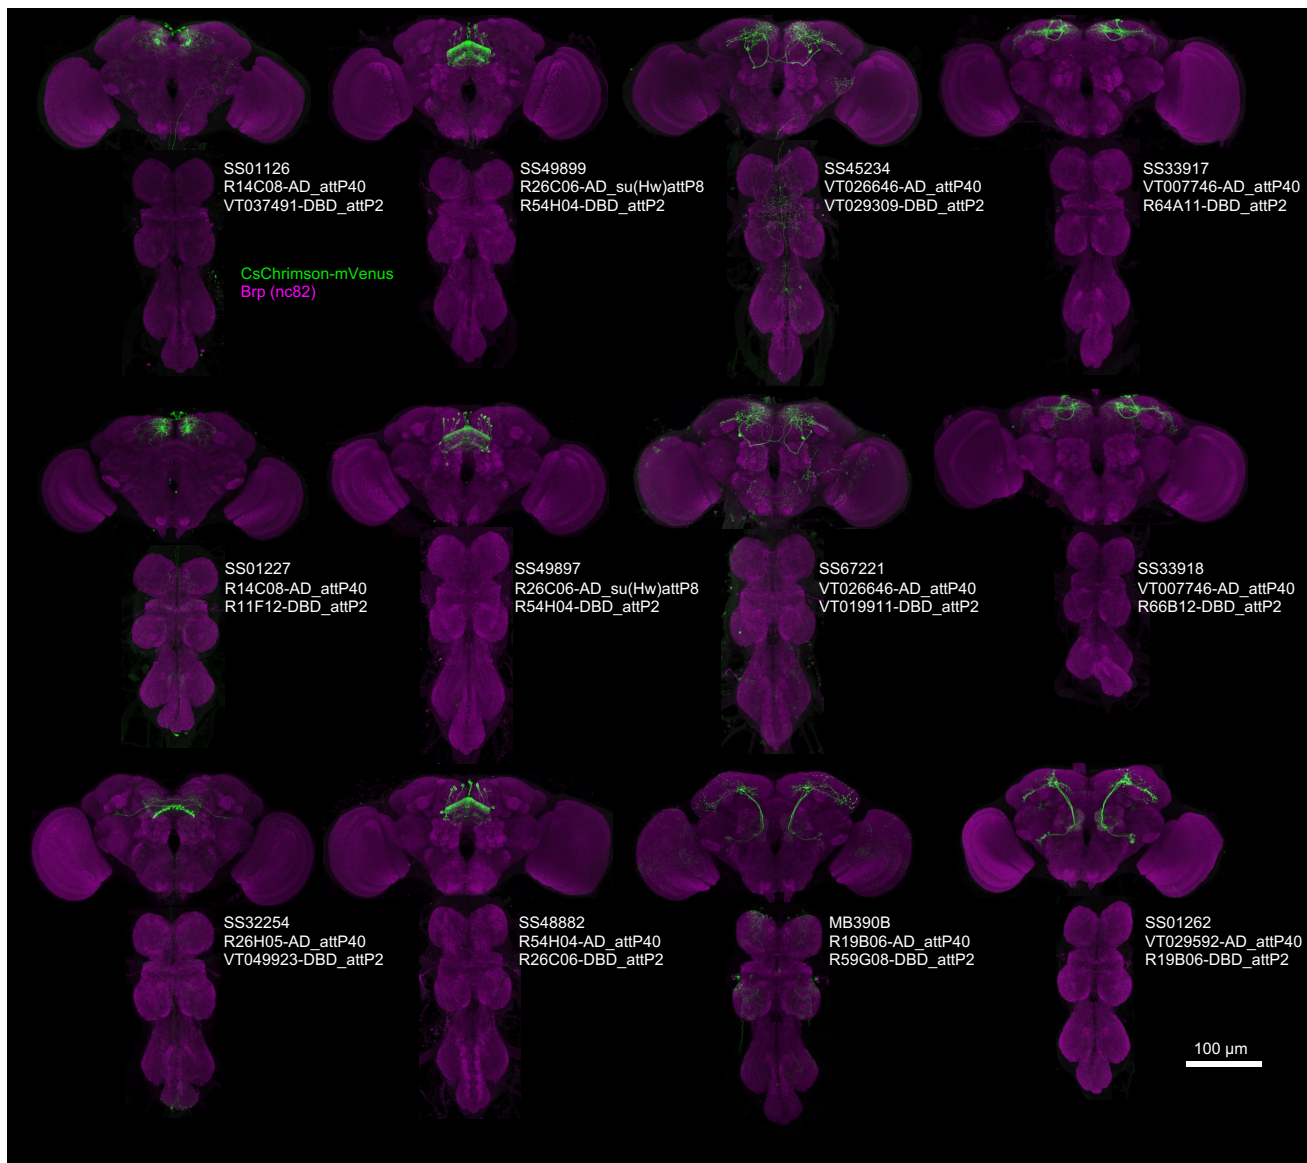 SS01126
R14C08-AD_attP40
VT037491-DBD_attP2
SS49899
R26C06-AD_su(Hw)attP8
R54H04-DBD_attP2
SS45234
VT026646-AD_attP40
VT029309-DBD_attP2
SS33917
VT007746-AD_attP40
R64A11-DBD_attP2
CsChrimson-mVenus
Brp (nc82)
SS01227
R14C08-AD_attP40
R11F12-DBD_attP2
SS49897
R26C06-AD_su(Hw)attP8
R54H04-DBD_attP2
SS67221
VT026646-AD_attP40
VT019911-DBD_attP2
SS33918
VT007746-AD_attP40
R66B12-DBD_attP2
SS32254
R26H05-AD_attP40
VT049923-DBD_attP2
SS48882
R54H04-AD_attP40
R26C06-DBD_attP2
MB390B
R19B06-AD_attP40
R59G08-DBD_attP2
SS01262
VT029592-AD_attP40
R19B06-DBD_attP2
100 µm